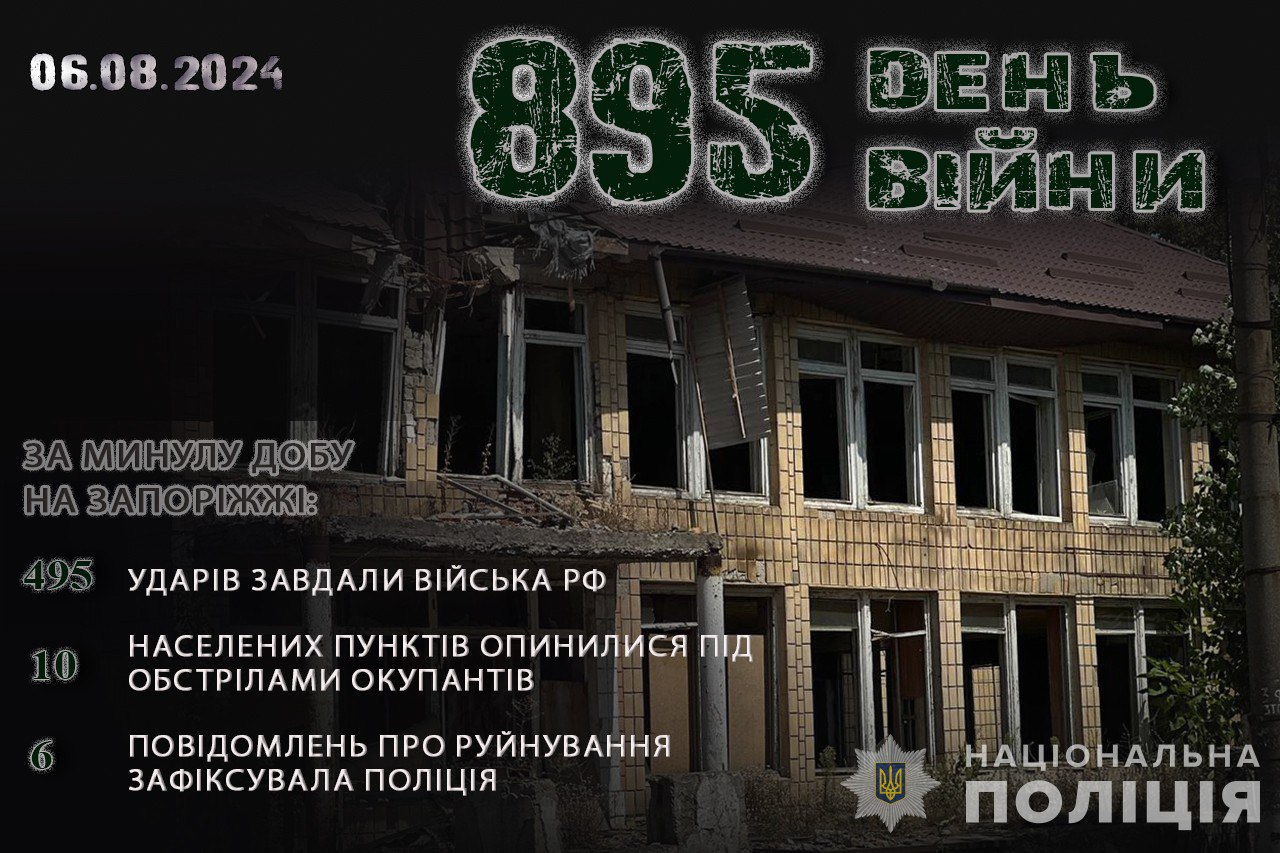 06.08.2024
895
ДЕНЬ
ВІЙНИ
ЗА МИНУЛУ ДОБУ
НА ЗАПОРІЖЖІ:
495
УДАРІВ ЗАВДАЛИ ВІЙСЬКА РФ
10
НАСЕЛЕНИХ ПУНКТІВ ОПИНИЛИСЯ ПІД
ОБСТРІЛАМИ ОКУПАНТІВ
6
ПОВІДОМЛЕНЬ ПРО РУЙНУВАННЯ
ЗАФІКСУВАЛА ПОЛІЦІЯ
НАЦІОНАЛЬНА
ПОЛІЦІЯ